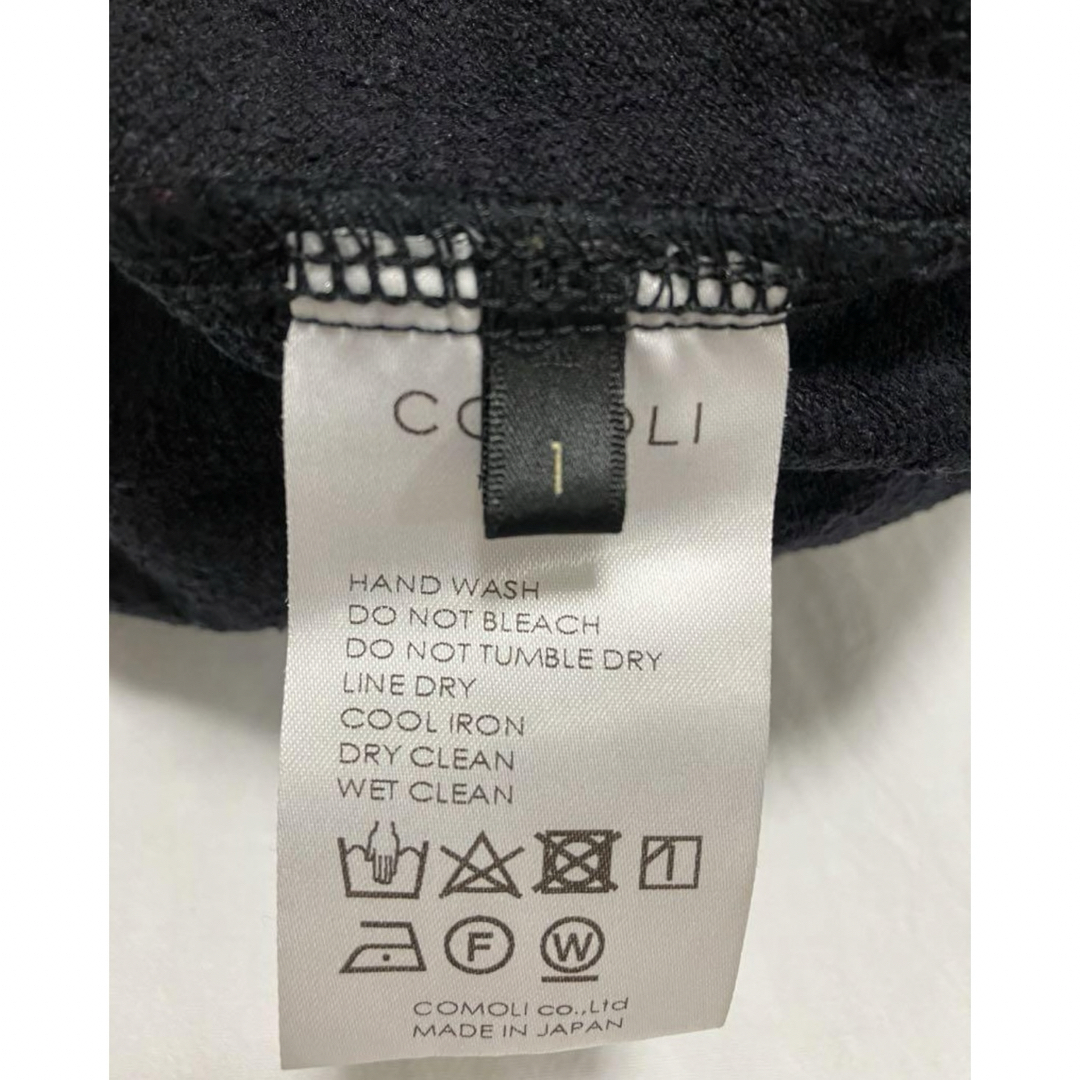 COMOLI
1
HAND WASH
DO NOT BLEACH
DO NOT TUMBLE DRY
LINE DRY
COOL IRON
DRY CLEAN
WET CLEAN
F W
COMOLI co.,Ltd
MADE IN JAPAN